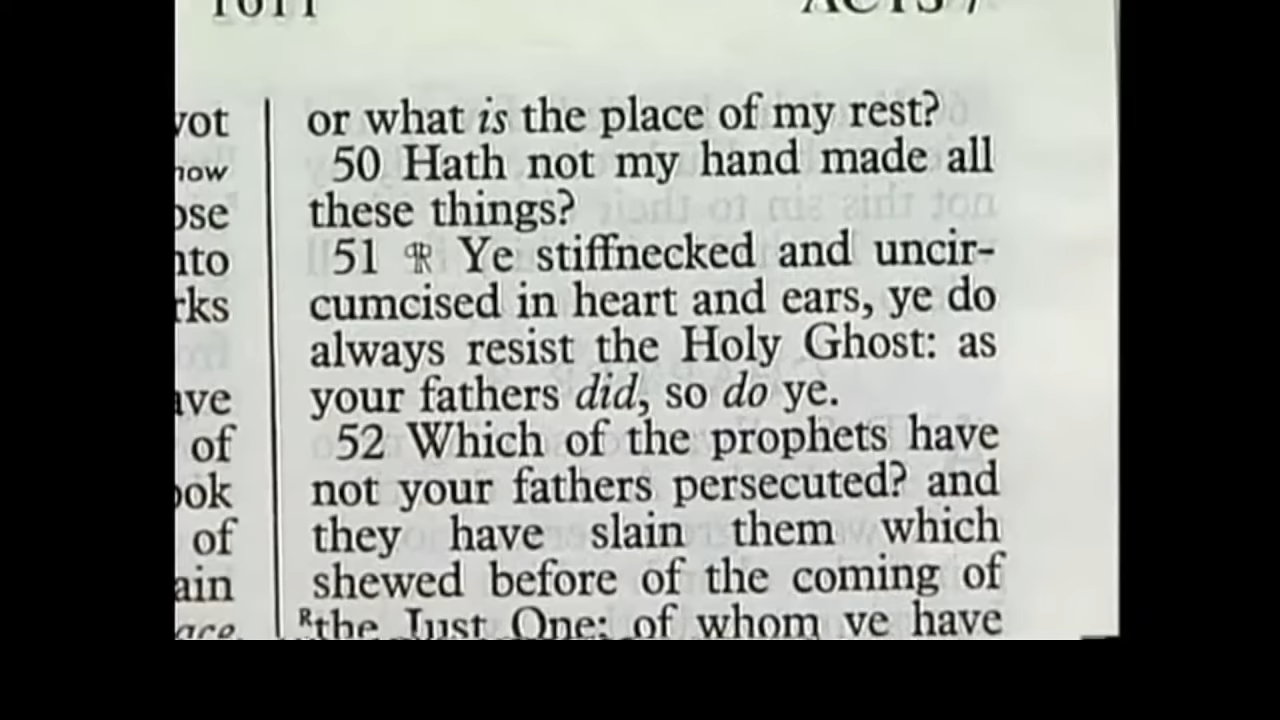 1611 ACTS 7
or what is the place of my rest?
50 Hath not my hand made all
these things?
51 Ye stiffnecked and uncir-
cumcised in heart and ears, ye do
always resist the Holy Ghost: as
your fathers did, so do ye.
52 Which of the prophets have
not your fathers persecuted? and
they have slain them which
shewed before of the coming of
R the Just One; of whom ye have